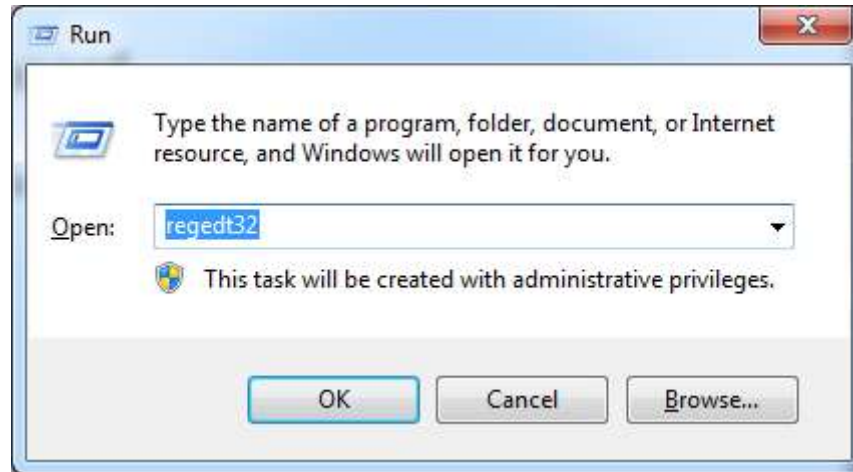 Run
Type the name of a program, folder, document, or Internet
resource, and Windows will open it for you.
Open:
regedt32
This task will be created with administrative privileges.
OK
Cancel
Browse...